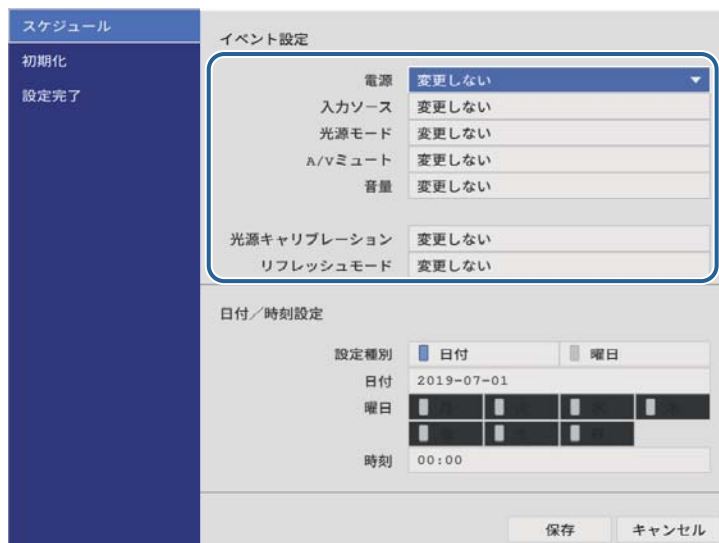 スケジュール
初期化
設定完了
イベント設定
電源 変更しない
入力ソース 変更しない
光源モード 変更しない
A/Vミュート 変更しない
音量 変更しない
光源キャリブレーション 変更しない
リフレッシュモード 変更しない
日付／時刻設定
設定種別 日付 曜日
日付 2019-07-01
曜日
時刻 00:00
保存 キャンセル